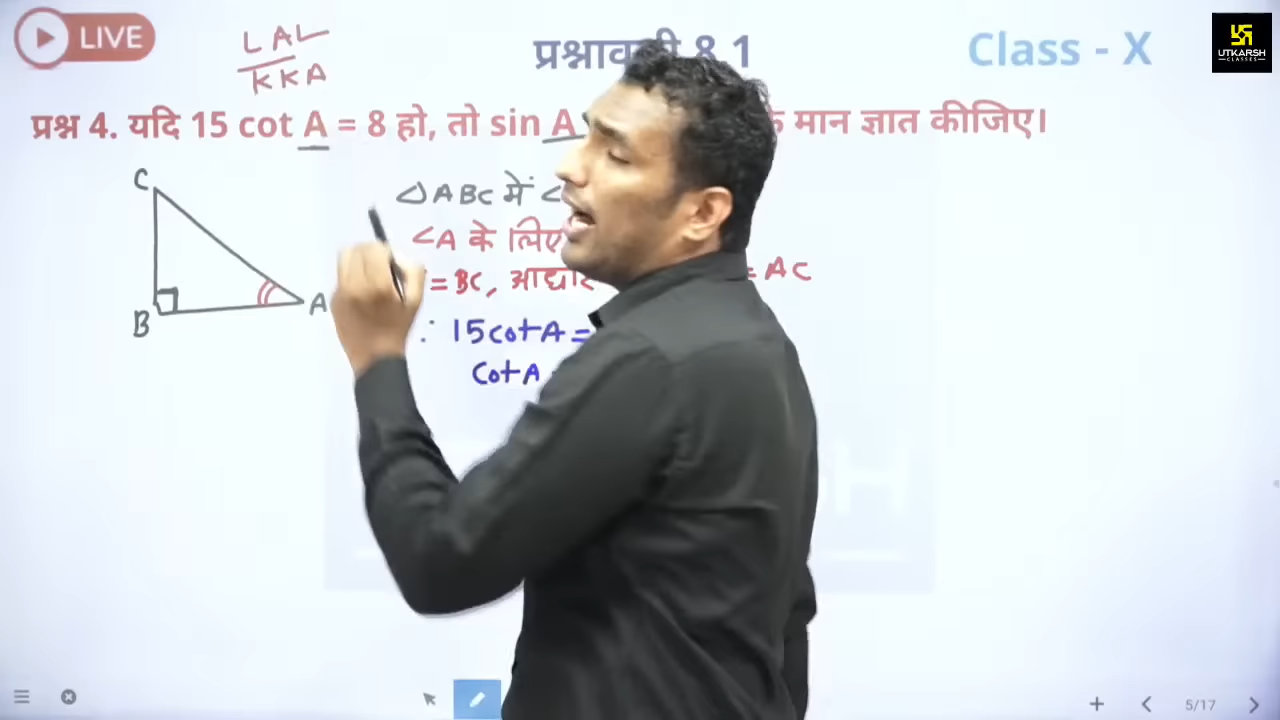 LIVE
प्रश्नावली 8.1
Class - X
UTKARSH
CLASSES
LAL
KKA
प्रश्न 4. यदि 15 cot A = 8 हो, तो sin A के मान ज्ञात कीजिए।
C
B
A
△ABC में ∠
∠A के लिए
= BC, आधार = AC
∵ 15cotA =
CotA
5/17